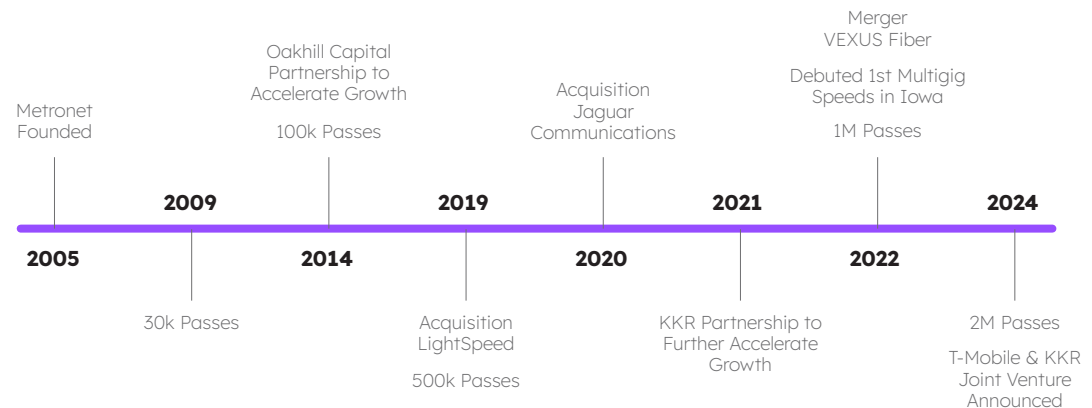 Metronet
Founded
2005
2009
30k Passes
Oakhill Capital
Partnership to
Accelerate Growth
100k Passes
2014
2019
Acquisition
LightSpeed
500k Passes
Acquisition
Jaguar
Communications
2020
2021
KKR Partnership to
Further Accelerate
Growth
Merger
VEXUS Fiber
Debuted 1st Multigig
Speeds in Iowa
1M Passes
2022
2024
2M Passes
T-Mobile & KKR
Joint Venture
Announced